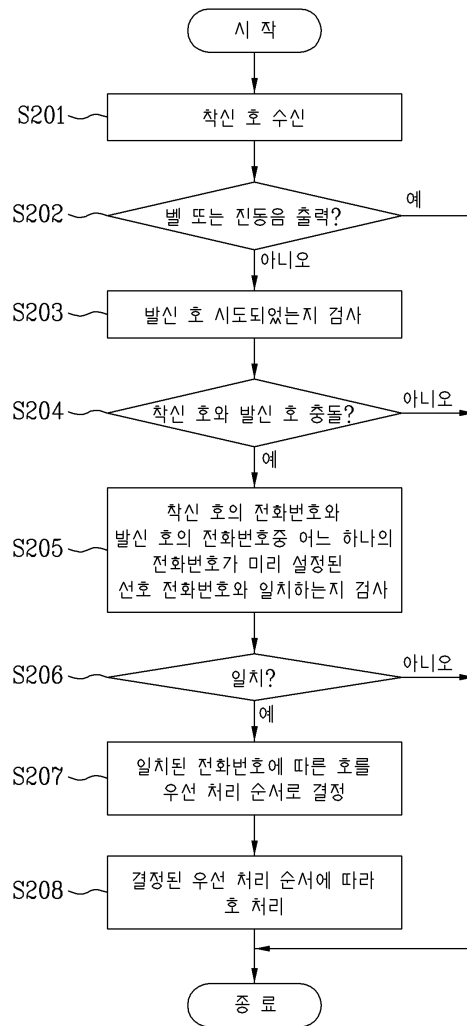 시 작
S201
착신 호 수신
S202
벨 또는 진동음 출력?
예
아니오
S203
발신 호 시도되었는지 검사
S204
착신 호와 발신 호 충돌?
아니오
예
S205
착신 호의 전화번호와
발신 호의 전화번호중 어느 하나의
전화번호가 미리 설정된
선호 전화번호와 일치하는지 검사
S206
일치?
아니오
예
S207
일치된 전화번호에 따른 호를
우선 처리 순서로 결정
S208
결정된 우선 처리 순서에 따라
호 처리
종 료